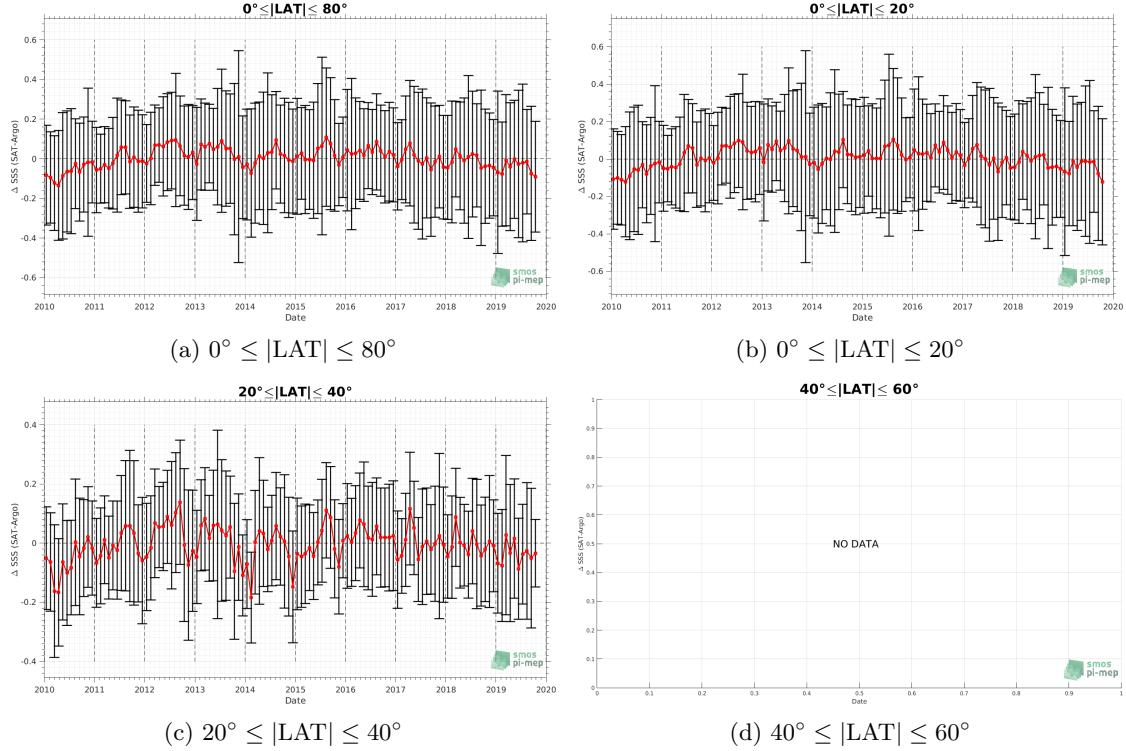 0°≤|LAT|≤ 80°
Δ SSS (SAT-Argo)
0.6
0.4
0.2
0
-0.2
-0.4
-0.6
2010 2011 2012 2013 2014 2015 2016 2017 2018 2019 2020
Date
smos
pi-mep
(a) 0° ≤ |LAT| ≤ 80°
0°≤|LAT|≤ 20°
Δ SSS (SAT-Argo)
0.6
0.4
0.2
0
-0.2
-0.4
-0.6
2010 2011 2012 2013 2014 2015 2016 2017 2018 2019 2020
Date
smos
pi-mep
(b) 0° ≤ |LAT| ≤ 20°
20°≤|LAT|≤ 40°
Δ SSS (SAT-Argo)
0.4
0.2
0
-0.2
-0.4
2010 2011 2012 2013 2014 2015 2016 2017 2018 2019 2020
Date
smos
pi-mep
(c) 20° ≤ |LAT| ≤ 40°
40°≤|LAT|≤ 60°
Δ SSS (SAT-Argo)
1
0.9
0.8
0.7
0.6
0.5
0.4
0.3
0.2
0.1
0
NO DATA
0 0.1 0.2 0.3 0.4 0.5 0.6 0.7 0.8 0.9 1
Date
smos
pi-mep
(d) 40° ≤ |LAT| ≤ 60°